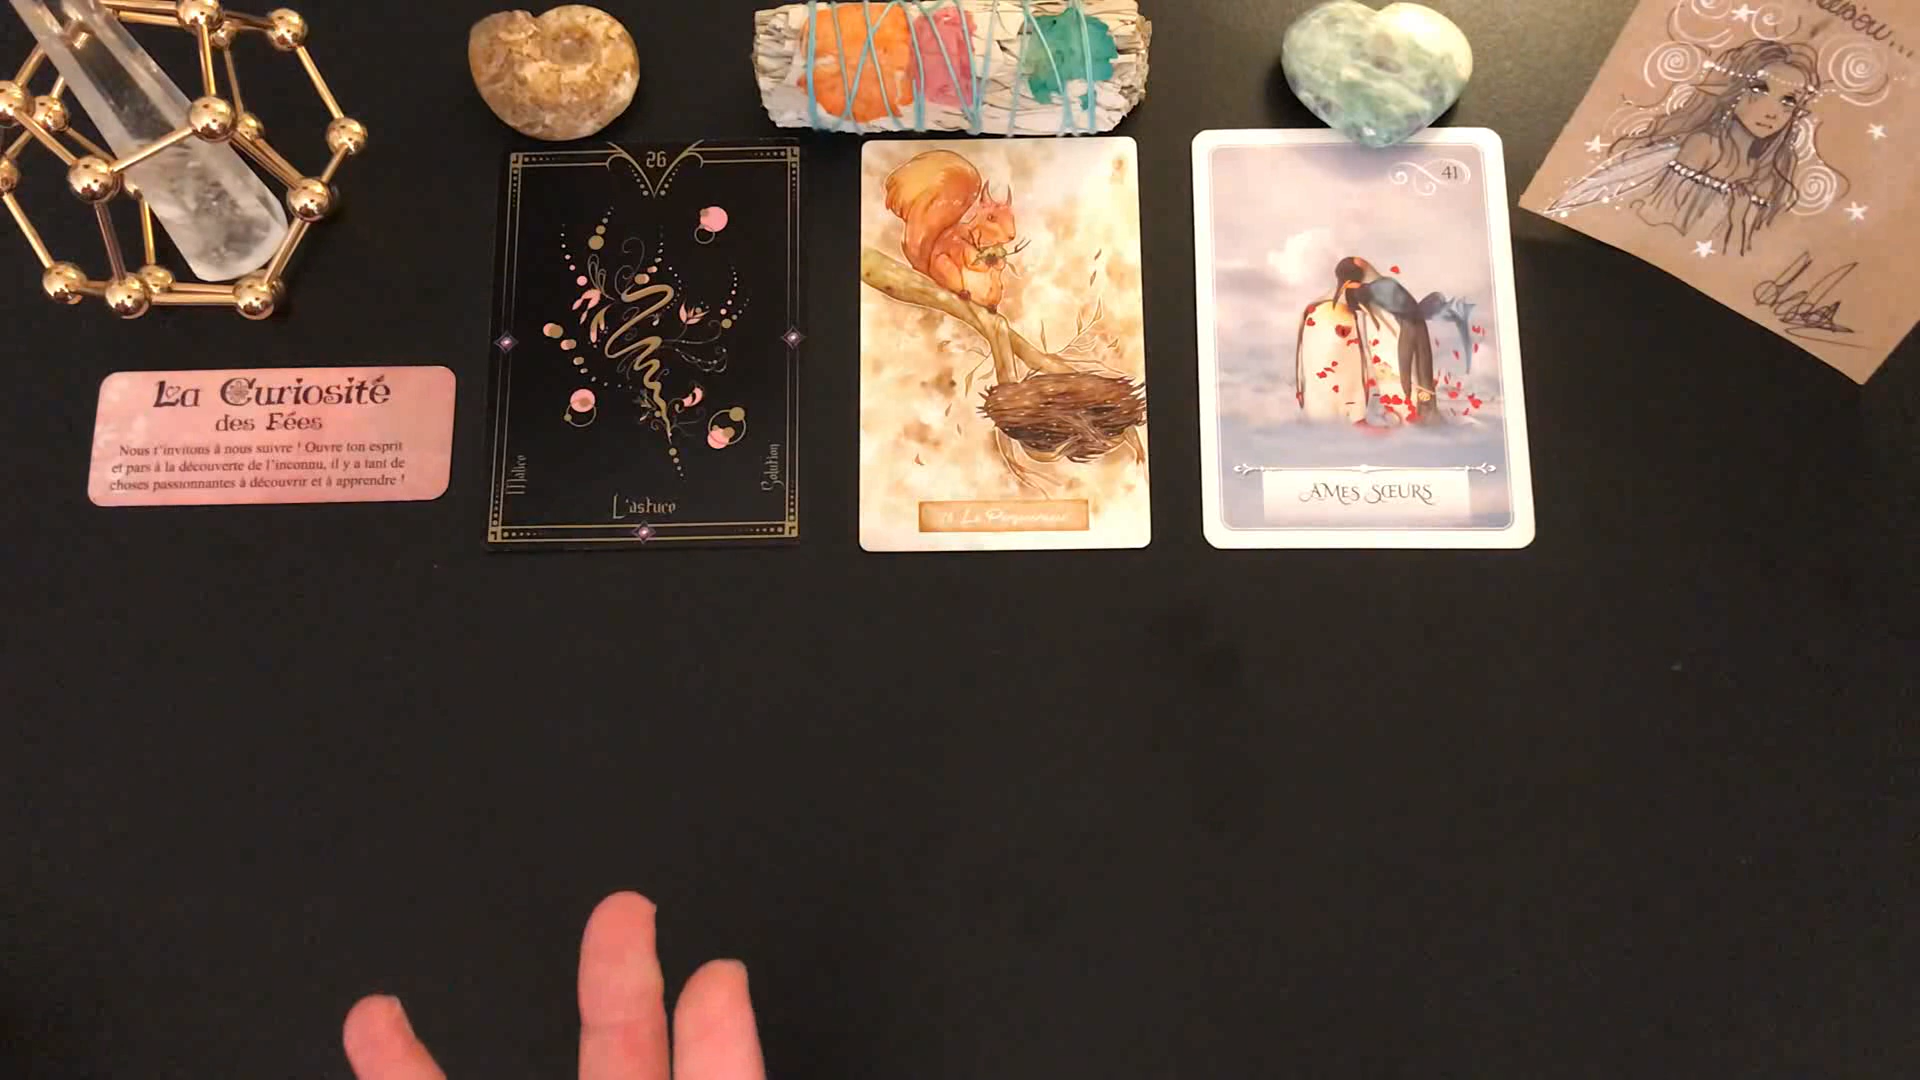 La Curiosité
des Fées
Nous t'invitons à nous suivre ! Ouvre ton esprit
et pars à la découverte de l'inconnu, il y a tant de
choses passionnantes à découvrir et à apprendre !
26
Malice
Solution
L'astuce
41
ÂMES SŒURS